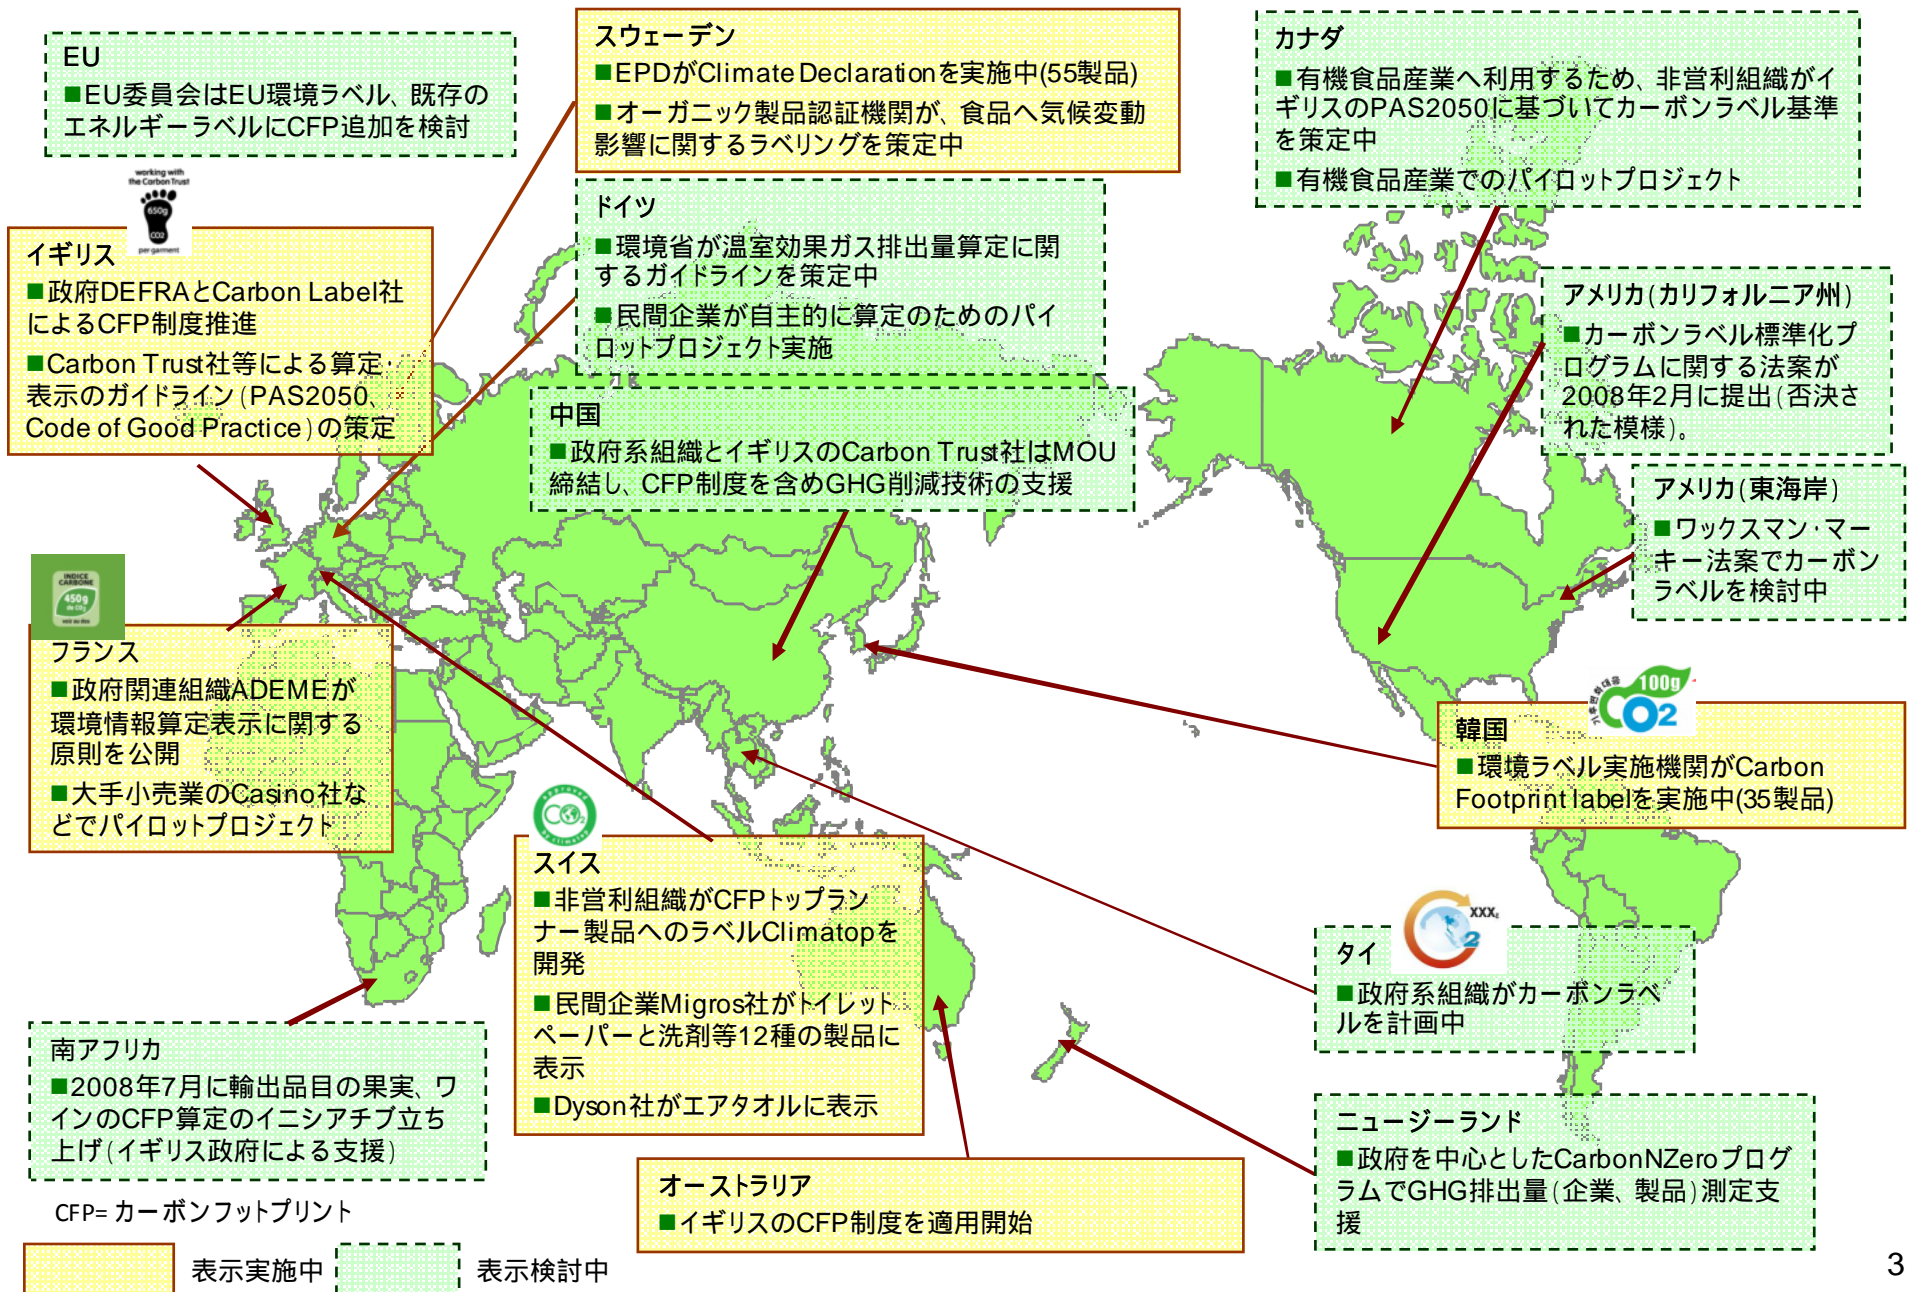 EU
■EU委員会はEU環境ラベル、既存の
エネルギーラベルにCFP追加を検討
スウェーデン
■EPDがClimate Declarationを実施中(55製品)
■オーガニック製品認証機関が、食品へ気候変動
影響に関するラベリングを策定中
カナダ
■有機食品産業へ利用するため、非営利組織がイ
ギリスのPAS2050に基づいてカーボンラベル基準
を策定中
■有機食品産業でのパイロットプロジェクト
working with
the Carbon Trust
650g
CO2
per garment
イギリス
■政府DEFRAとCarbon Label社
によるCFP制度推進
■Carbon Trust社等による算定・
表示のガイドライン(PAS2050、
Code of Good Practice)の策定
ドイツ
■環境省が温室効果ガス排出量算定に関
するガイドラインを策定中
■民間企業が自主的に算定のためのパイ
ロットプロジェクト実施
アメリカ(カリフォルニア州)
■カーボンラベル標準化プ
ログラムに関する法案が
2008年2月に提出(否決さ
れた模様)。
中国
■政府系組織とイギリスのCarbon Trust社はMOU
締結し、CFP制度を含めGHG削減技術の支援
アメリカ(東海岸)
■ワックスマン・マー
キー法案でカーボン
ラベルを検討中
INDICE
CARBONE
450g
de CO2
voir au dos
フランス
■政府関連組織ADEMEが
環境情報算定表示に関する
原則を公開
■大手小売業のCasino社な
どでパイロットプロジェクト
100g
CO2
韓国
■環境ラベル実施機関がCarbon
Footprint labelを実施中(35製品)
approved
CO2
by climatop
スイス
■非営利組織がCFPトップラン
ナー製品へのラベルClimatopを
開発
■民間企業Migros社がトイレット
ペーパーと洗剤等12種の製品に
表示
■Dyson社がエアタオルに表示
XXX
2
タイ
■政府系組織がカーボンラベ
ルを計画中
南アフリカ
■2008年7月に輸出品目の果実、ワ
インのCFP算定のイニシアチブ立ち
上げ(イギリス政府による支援)
ニュージーランド
■政府を中心としたCarbonNZeroプログ
ラムでGHG排出量(企業、製品)測定支
援
オーストラリア
■イギリスのCFP制度を適用開始
CFP= カーボンフットプリント
表示実施中
表示検討中
3